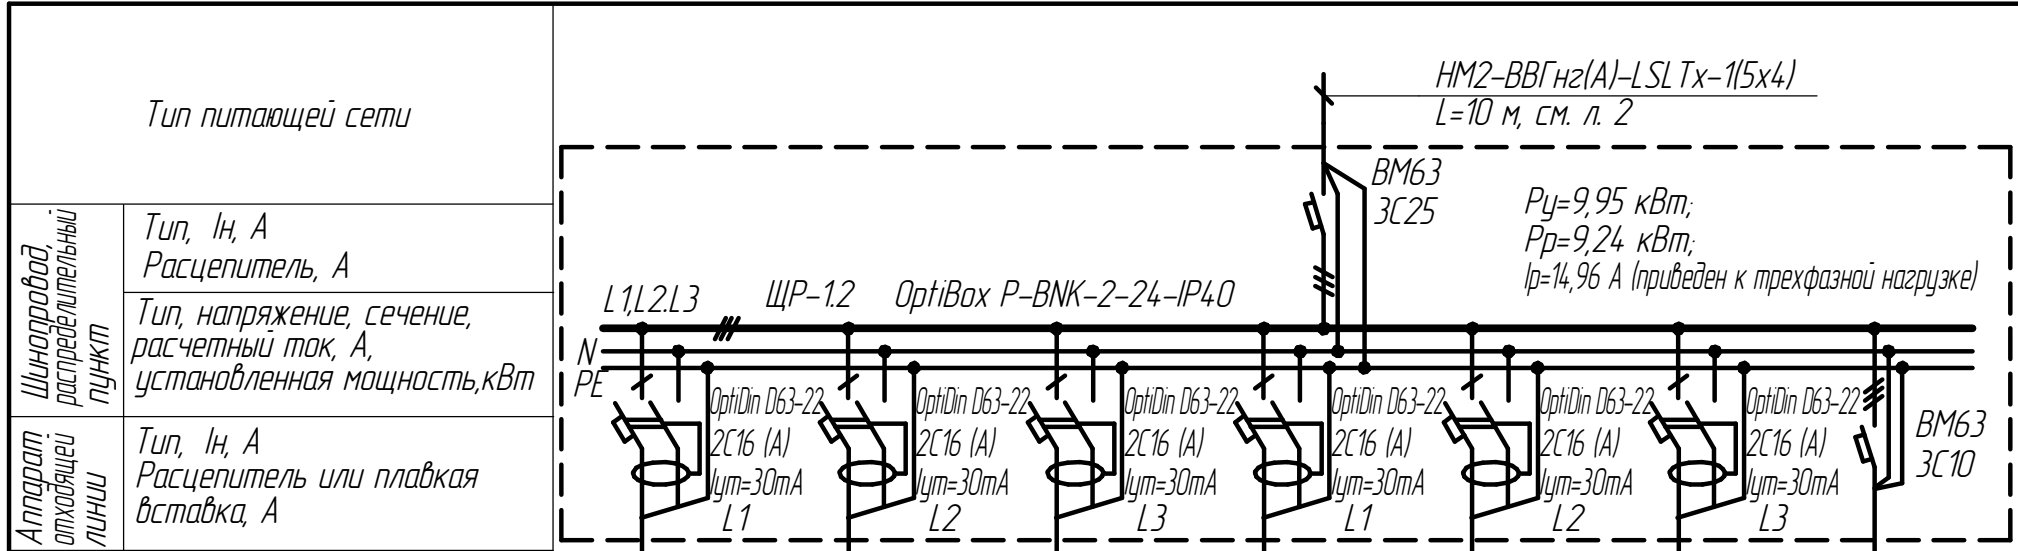 Тип питающей сети
НМ2-ВВГнг(А)-LSLTx-1(5x4)
L=10 м, см. л. 2
ВМ63
3С25
Ру=9,95 кВт;
Рр=9,24 кВт;
Iр=14,96 А (приведен к трехфазной нагрузке)
Шинопровод,
распределительный
пункт
Тип, Iн, А
Расцепитель, А
Тип, напряжение, сечение,
расчетный ток, А,
установленная мощность,кВт
L1,L2.L3
ЩР-1.2
OptiBox P-BNK-2-24-IP40
N
PE
Аппарат
отходящей
линии
Тип, Iн, А
Расцепитель или плавкая
вставка, А
OptiDin D63-22
2С16 (А)
Iут=30mA
L1
OptiDin D63-22
2С16 (А)
Iут=30mA
L2
OptiDin D63-22
2С16 (А)
Iут=30mA
L3
OptiDin D63-22
2С16 (А)
Iут=30mA
L1
OptiDin D63-22
2С16 (А)
Iут=30mA
L2
OptiDin D63-22
2С16 (А)
Iут=30mA
L3
ВМ63
3С10